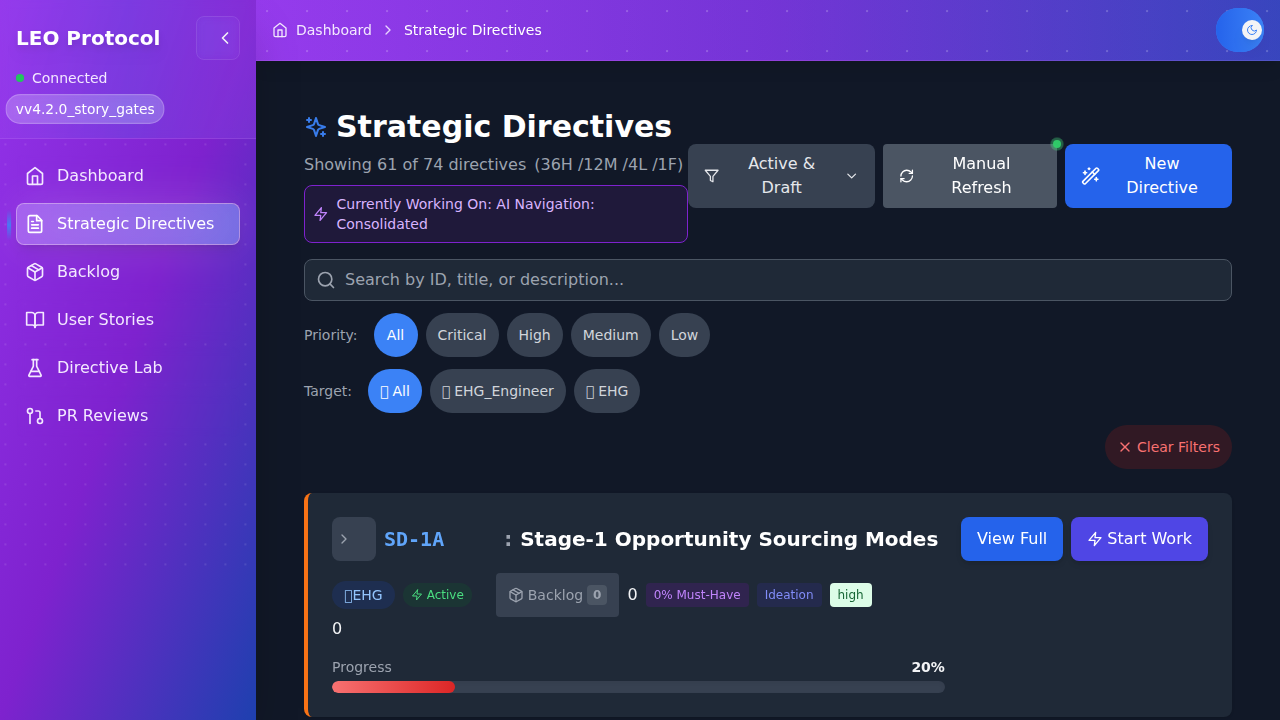 LEO Protocol
Connected
vv4.2.0_story_gates
Dashboard
Strategic Directives
Backlog
User Stories
Directive Lab
PR Reviews
Dashboard
Strategic Directives
Strategic Directives
Showing 61 of 74 directives (36H /12M /4L /1F)
Currently Working On: AI Navigation:
Consolidated
Active &
Draft
Manual
Refresh
New
Directive
Search by ID, title, or description...
Priority:
All
Critical
High
Medium
Low
Target:
All
EHG_Engineer
EHG
Clear Filters
SD-1A : Stage-1 Opportunity Sourcing Modes
View Full
Start Work
EHG
Active
Backlog 0
0
0% Must-Have
Ideation
high
0
Progress
20%